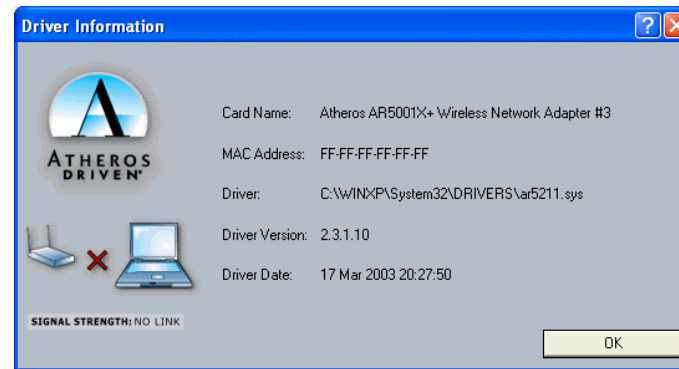 Driver Information
Card Name: Atheros AR5001X+ Wireless Network Adapter #3
ATHEROS
DRIVEN
MAC Address: FF-FF-FF-FF-FF-FF
Driver: C:\WINXP\System32\DRIVERS\ar5211.sys
Driver Version: 2.3.1.10
Driver Date: 17 Mar 2003 20:27:50
SIGNAL STRENGTH: NO LINK
OK